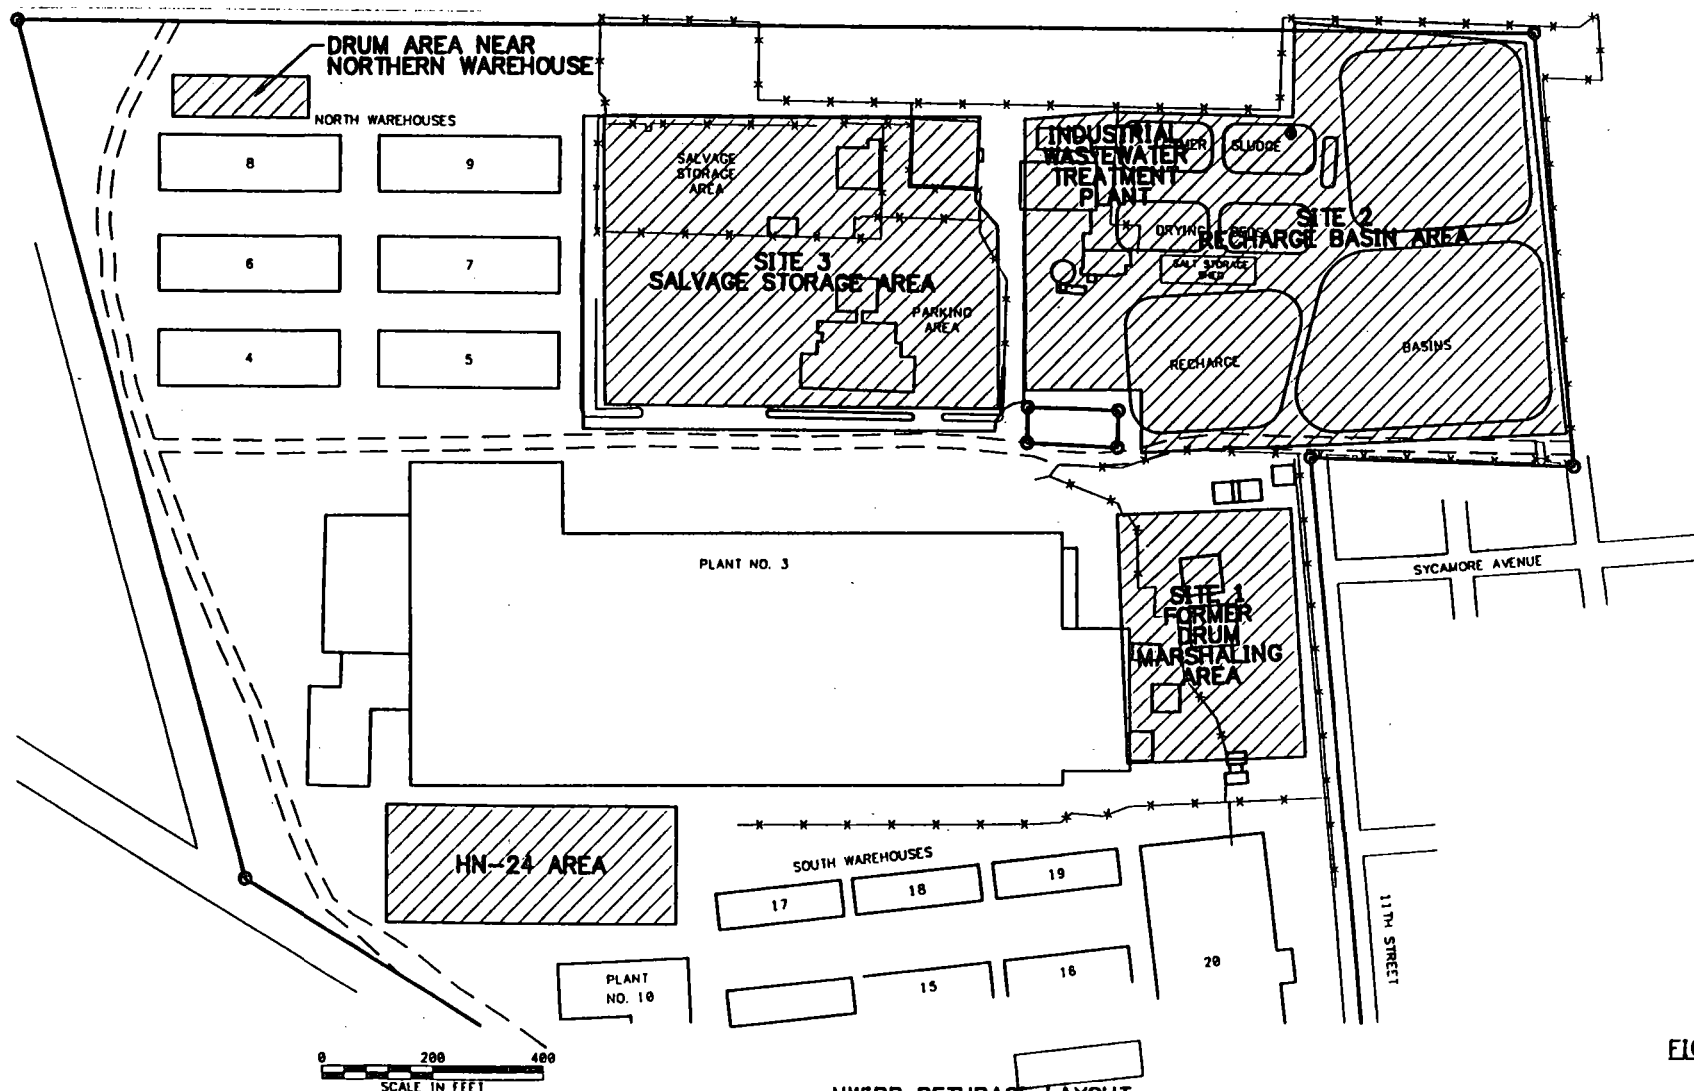 DRUM AREA NEAR
NORTHERN WAREHOUSE
NORTH WAREHOUSES
8
9
6
7
4
5
SALVAGE
STORAGE
AREA
SITE 3
SALVAGE STORAGE AREA
PARKING
AREA
INDUSTRIAL
WASTEWATER
TREATMENT
PLANT
SLUDGE
DRYING
SITE 2
RECHARGE BASIN AREA
SALT STORAGE
SHED
RECHARGE
BASINS
PLANT NO. 3
SITE 1
FORMER
DRUM
MARSHALING
AREA
SYCAMORE AVENUE
HN-24 AREA
SOUTH WAREHOUSES
17
18
19
15
16
20
11TH STREET
PLANT
NO. 10
0 200 400
SCALE IN FEET
LAYOUT